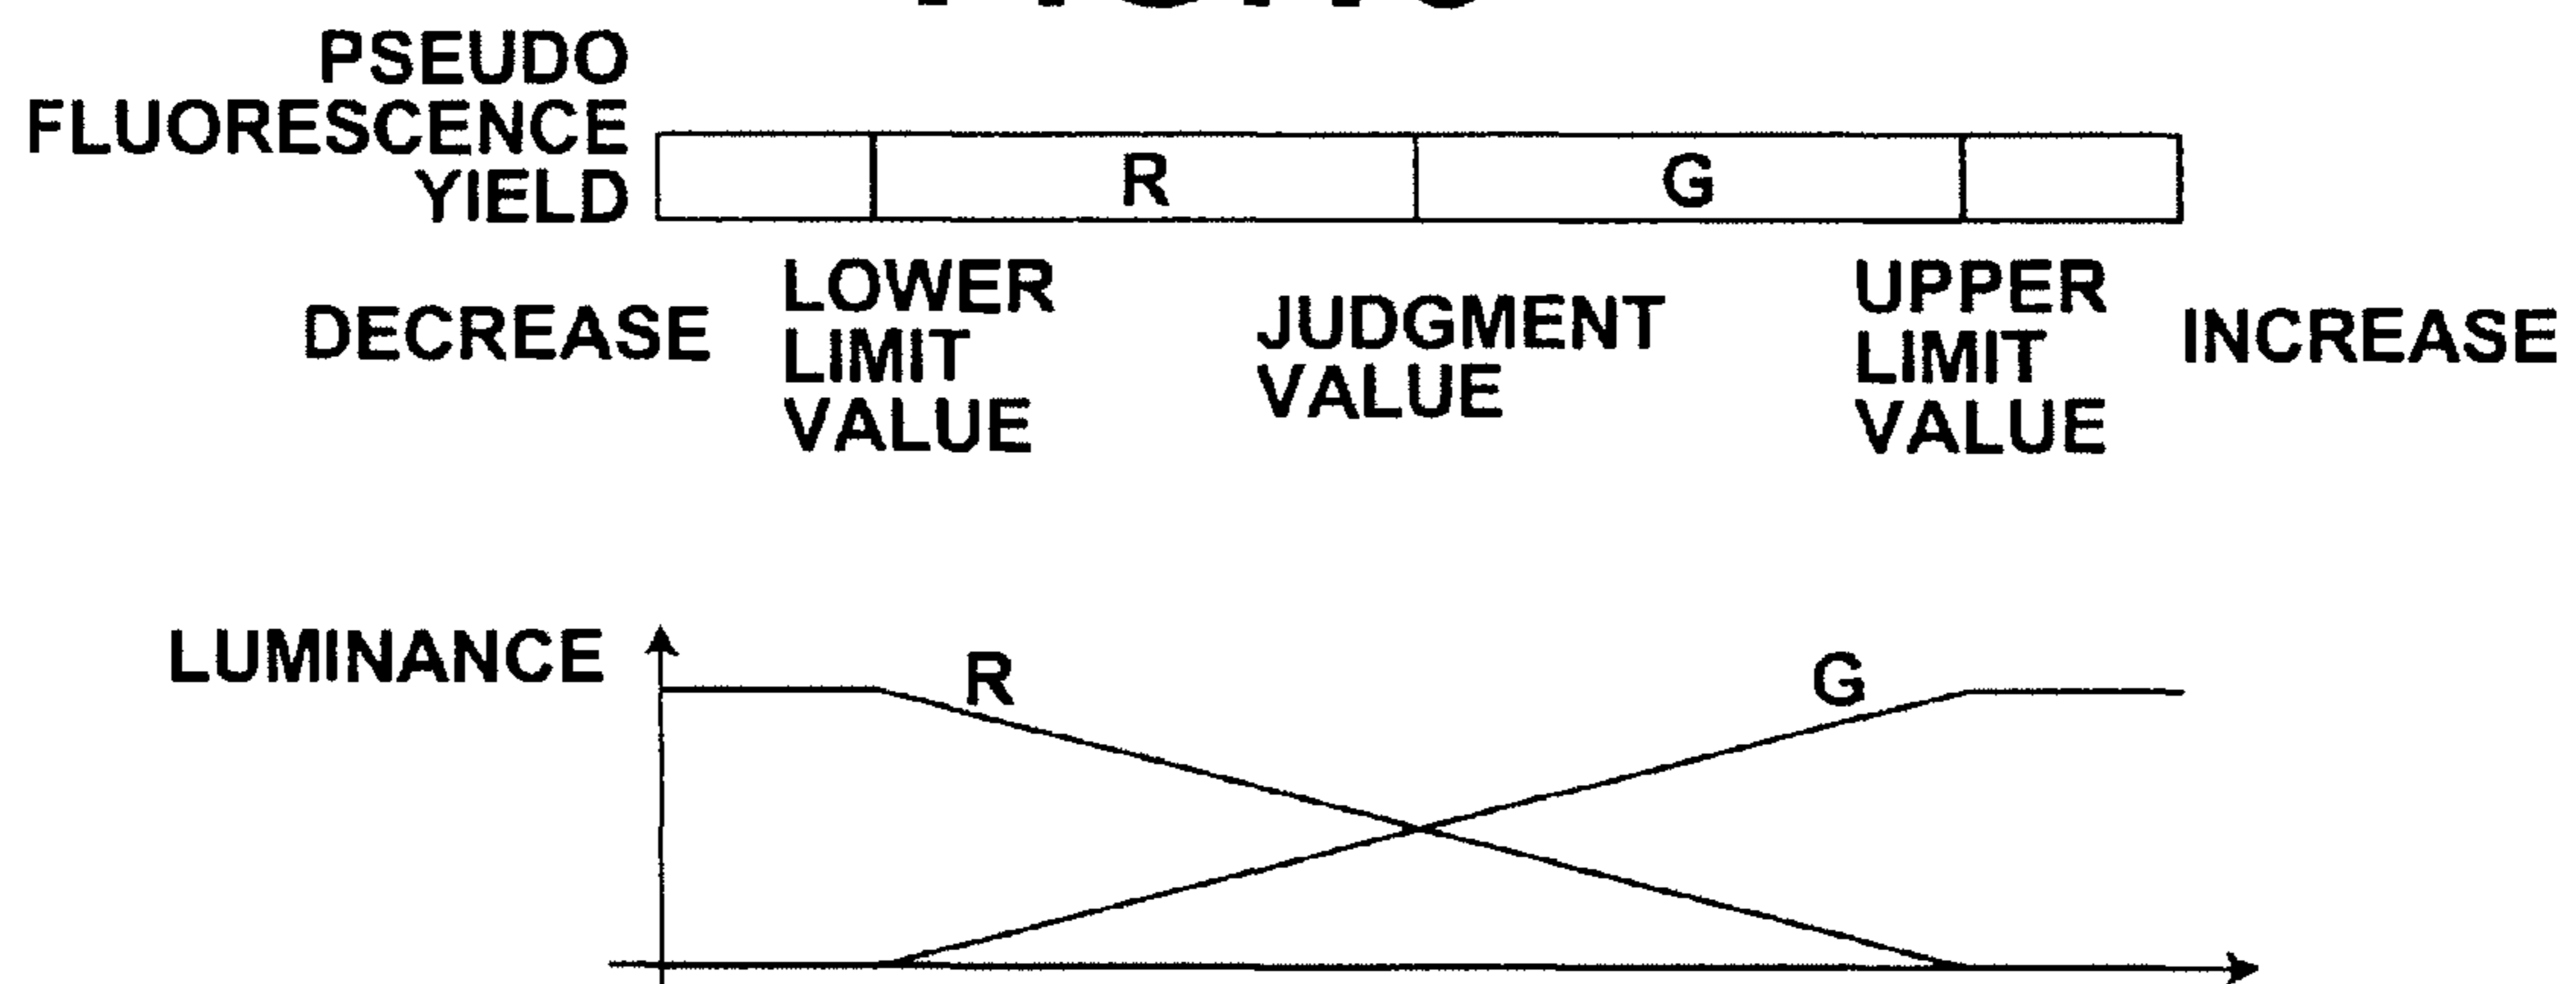 PSEUDO
FLUORESCENCE
YIELD
R
G
DECREASE
LOWER
LIMIT
VALUE
JUDGMENT
VALUE
UPPER
LIMIT
VALUE
INCREASE
LUMINANCE
R
G